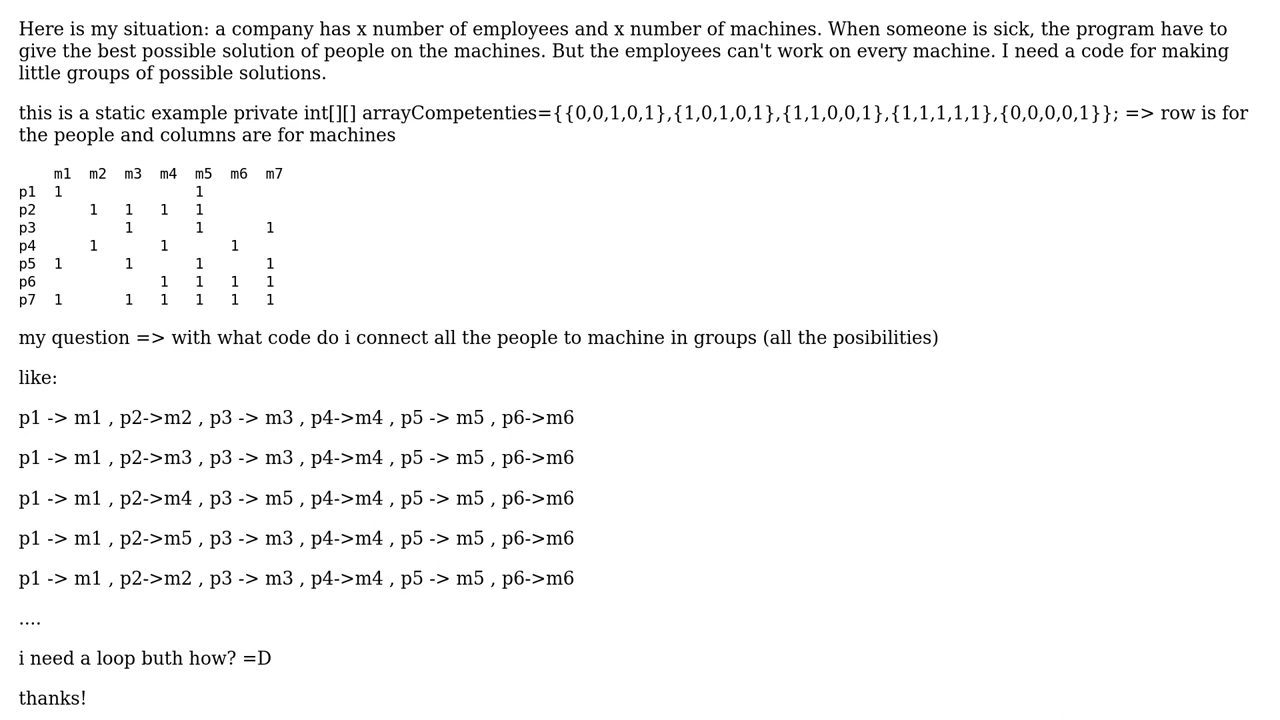 Here is my situation: a company has x number of employees and x number of machines. When someone is sick, the program have to
give the best possible solution of people on the machines. But the employees can't work on every machine. I need a code for making
little groups of possible solutions.
this is a static example private int[][] arrayCompetenties={{0,0,1,0,1},{1,0,1,0,1},{1,1,0,0,1},{1,1,1,1,1},{0,0,0,0,1}}; => row is for
the people and columns are for machines
    m1  m2  m3  m4  m5  m6  m7
p1  1               1
p2      1   1   1   1
p3          1       1       1
p4      1       1       1
p5  1       1       1       1
p6              1   1   1   1
p7  1       1   1   1   1   1
my question => with what code do i connect all the people to machine in groups (all the posibilities)
like:
p1 -> m1 , p2->m2 , p3 -> m3 , p4->m4 , p5 -> m5 , p6->m6
p1 -> m1 , p2->m3 , p3 -> m3 , p4->m4 , p5 -> m5 , p6->m6
p1 -> m1 , p2->m4 , p3 -> m5 , p4->m4 , p5 -> m5 , p6->m6
p1 -> m1 , p2->m5 , p3 -> m3 , p4->m4 , p5 -> m5 , p6->m6
p1 -> m1 , p2->m2 , p3 -> m3 , p4->m4 , p5 -> m5 , p6->m6
....
i need a loop buth how? =D
thanks!